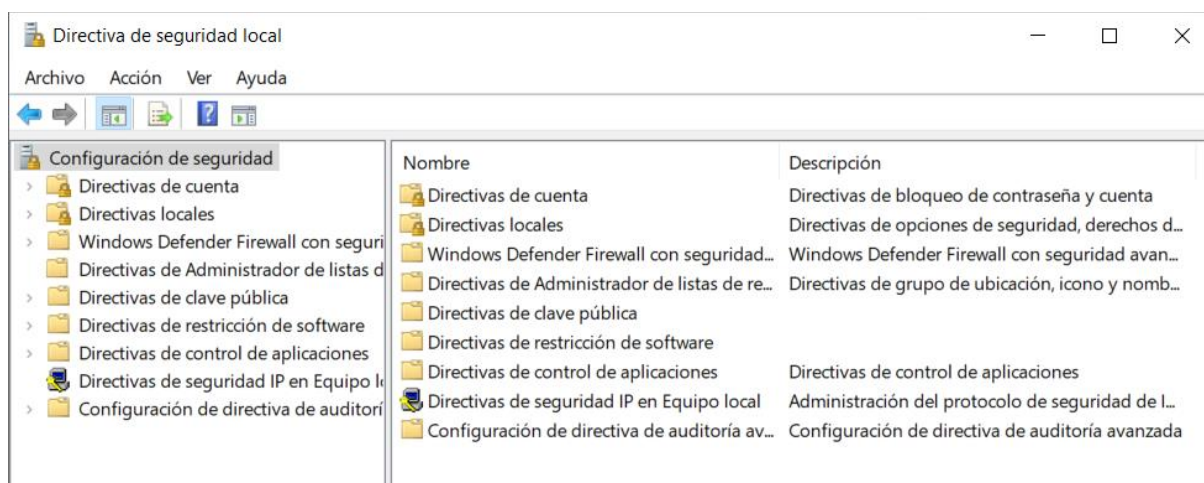 Directiva de seguridad local
Archivo Acción Ver Ayuda
Configuración de seguridad
Directivas de cuenta
Directivas locales
Windows Defender Firewall con seguri
Directivas de Administrador de listas d
Directivas de clave pública
Directivas de restricción de software
Directivas de control de aplicaciones
Directivas de seguridad IP en Equipo l
Configuración de directiva de auditorí
Nombre Descripción
Directivas de cuenta Directivas de bloqueo de contraseña y cuenta
Directivas locales Directivas de opciones de seguridad, derechos d...
Windows Defender Firewall con seguridad... Windows Defender Firewall con seguridad avan...
Directivas de Administrador de listas de re... Directivas de grupo de ubicación, icono y nomb...
Directivas de clave pública
Directivas de restricción de software
Directivas de control de aplicaciones Directivas de control de aplicaciones
Directivas de seguridad IP en Equipo local Administración del protocolo de seguridad de I...
Configuración de directiva de auditoría av... Configuración de directiva de auditoría avanzada